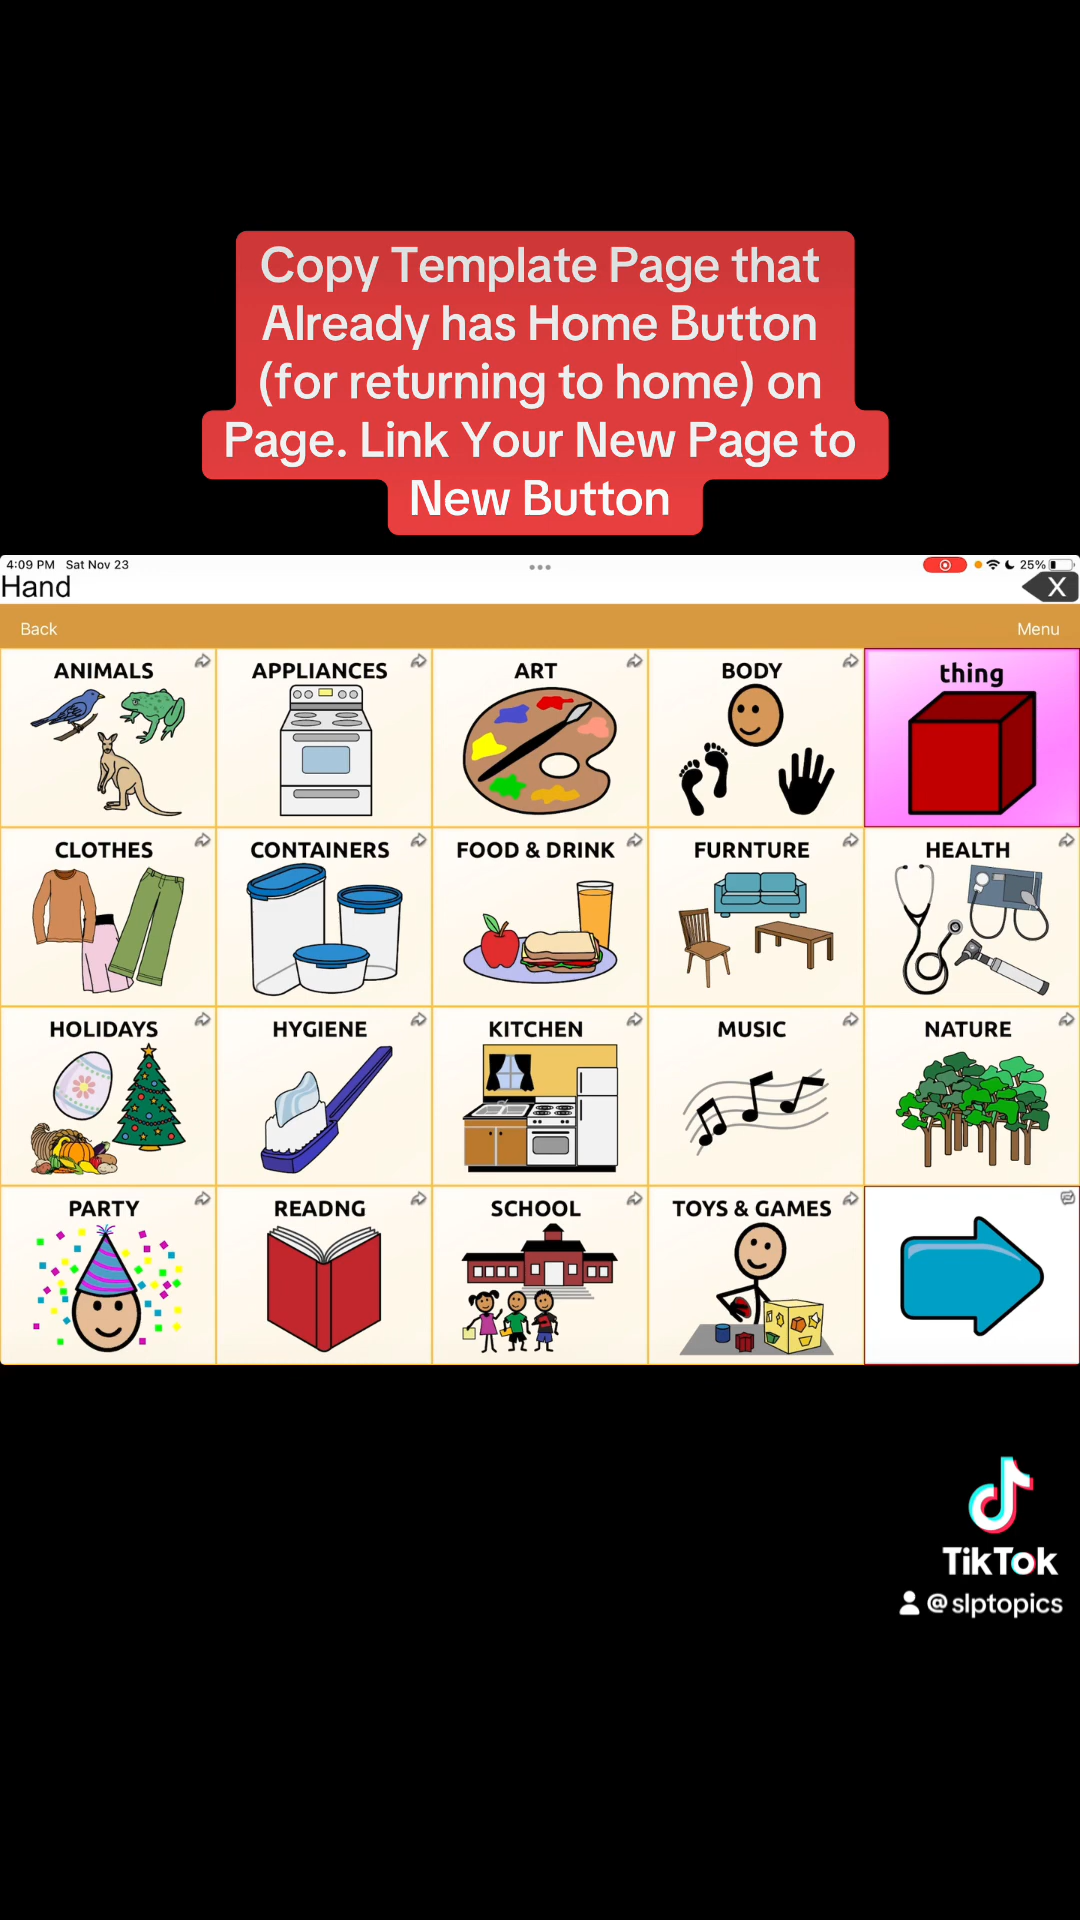 Copy Template Page that
Already has Home Button
(for returning to home) on
Page. Link Your New Page to
New Button
4:09 PM Sat Nov 23
25%
Hand
X
Back
Menu
ANIMALS
APPLIANCES
ART
BODY
thing
CLOTHES
CONTAINERS
FOOD & DRINK
FURNTURE
HEALTH
HOLIDAYS
HYGIENE
KITCHEN
MUSIC
NATURE
PARTY
READNG
SCHOOL
TOYS & GAMES
TikTok
@slptopics